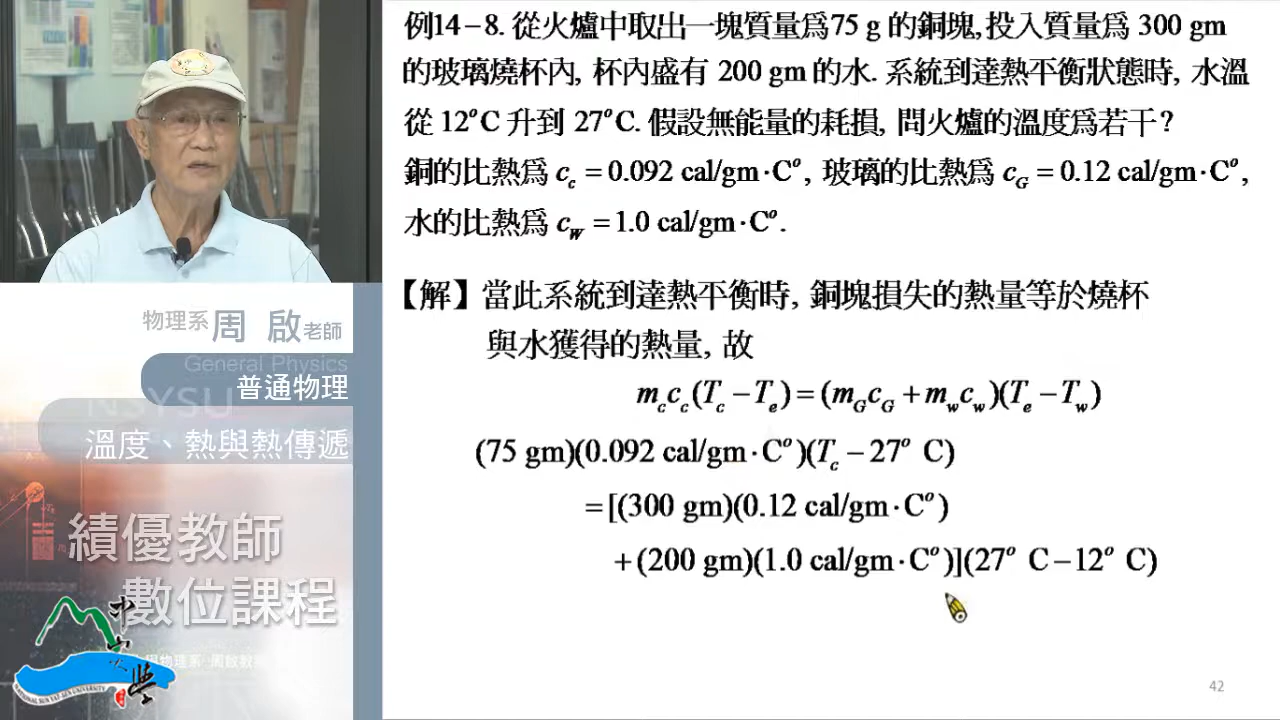 例14－8. 從火爐中取出一塊質量爲75 g 的銅塊, 投入質量爲 300 gm
的玻璃燒杯內, 杯內盛有 200 gm 的水. 系統到達熱平衡狀態時, 水溫
從 12°C 升到 27°C. 假設無能量的耗損, 問火爐的溫度爲若干？
銅的比熱爲 c_c = 0.092 cal/gm·C°, 玻璃的比熱爲 c_G = 0.12 cal/gm·C°,
水的比熱爲 c_W = 1.0 cal/gm·C°.
【解】當此系統到達熱平衡時, 銅塊損失的熱量等於燒杯
與水獲得的熱量, 故
m_c c_c (T_c − T_e) = (m_G c_G + m_w c_w)(T_e − T_w)
(75 gm)(0.092 cal/gm·C°)(T_c − 27° C)
= [(300 gm)(0.12 cal/gm·C°)
+ (200 gm)(1.0 cal/gm·C°)](27° C − 12° C)
42
物理系 周 啟 老師
General Physics
普通物理
NSYSU
溫度、熱與熱傳遞
績優教師
數位課程
中山大學
NATIONAL SUN YAT-SEN UNIVERSITY